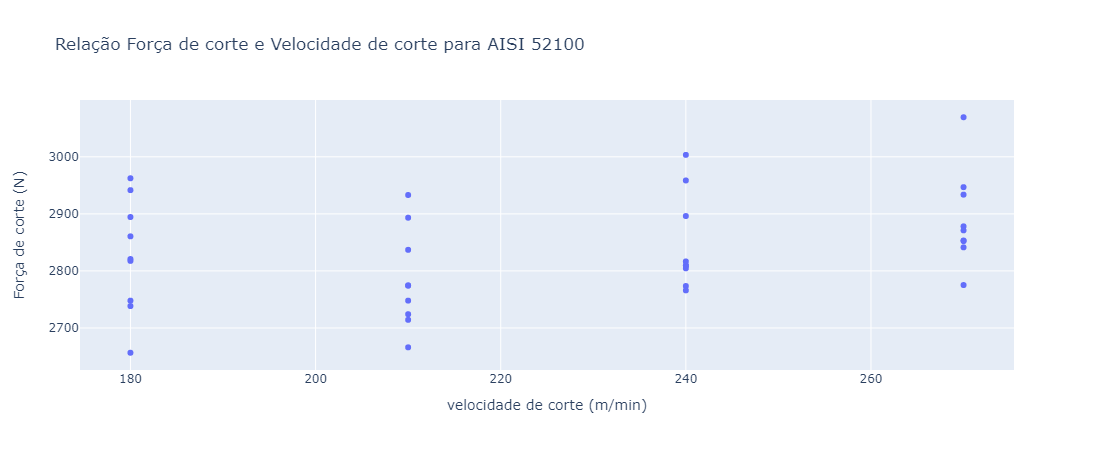 Relação Força de corte e Velocidade de corte para AISI 52100
Força de corte (N)
3000
2900
2800
2700
180 200 220 240 260
velocidade de corte (m/min)